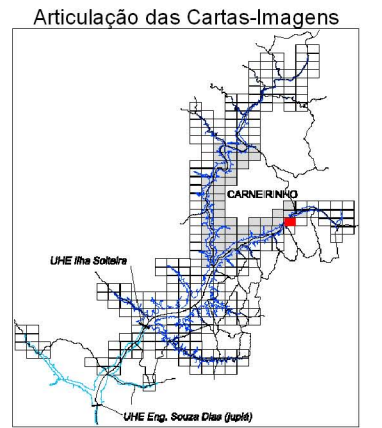 Articulação das Cartas-Imagens
CARNEIRINHO
UHE Ilha Solteira
UHE Eng. Souza Dias (jupiá)